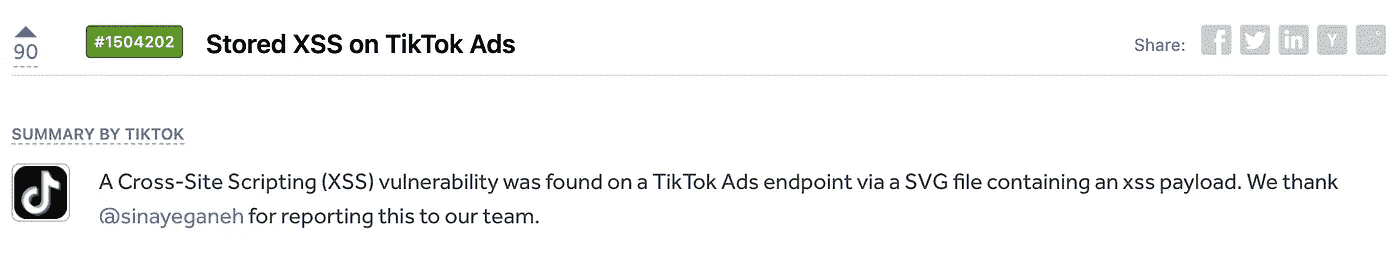 90 #1504202 Stored XSS on TikTok Ads Share: f in Y
SUMMARY BY TIKTOK
A Cross-Site Scripting (XSS) vulnerability was found on a TikTok Ads endpoint via a SVG file containing an xss payload. We thank
@sinayeganeh for reporting this to our team.